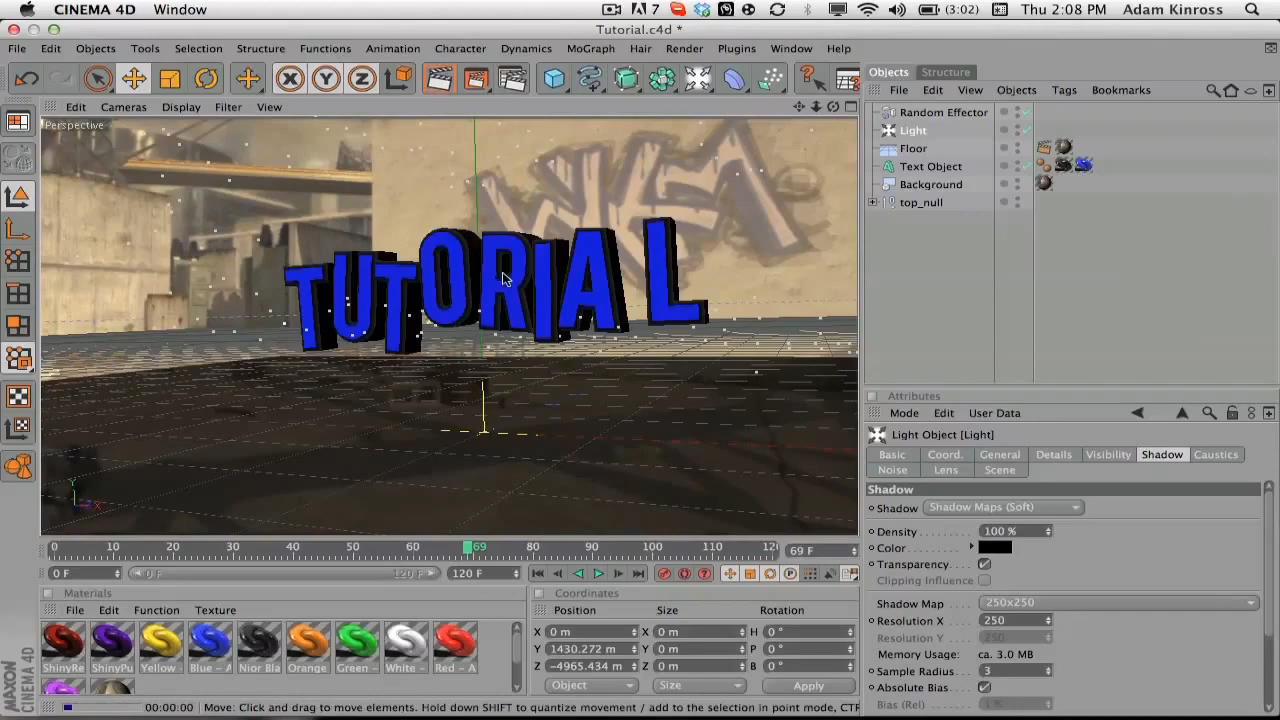 CINEMA 4D Window 7 (3:02) Thu 2:08 PM Adam Kinross
Tutorial.c4d *
File Edit Objects Tools Selection Structure Functions Animation Character Dynamics MoGraph Hair Render Plugins Window Help
X Y Z
Objects Structure
File Edit View Objects Tags Bookmarks
Edit Cameras Display Filter View
Perspective
Random Effector
Light
Floor
Text Object
Background
top_null
TUTORIAL
Y
X
Attributes
Mode Edit User Data
Light Object [Light]
Basic Coord. General Details Visibility Shadow Caustics
Noise Lens Scene
Shadow
Shadow Shadow Maps (Soft)
Density 100 %
Color
Transparency
Clipping Influence
Shadow Map 250x250
Resolution X 250
Resolution Y 250
Memory Usage: ca. 3.0 MB
Sample Radius 3
Absolute Bias
Bias (Rel) 1 %
0 10 20 30 40 50 60 69 80 90 100 110 12 69 F
0 F 0 F 120 F 120 F
Materials
File Edit Function Texture
ShinyRe ShinyPu Yellow - Blue - A Nior Bla Orange Green - White - Red - A
Coordinates
Position Size Rotation
X 0 m X 0 m H 0 °
Y 1430.272 m Y 0 m P 0 °
Z -4965.434 m Z 0 m B 0 °
Object Size Apply
MAXON CINEMA 4D
00:00:00 Move: Click and drag to move elements. Hold down SHIFT to quantize movement / add to the selection in point mode, CTR